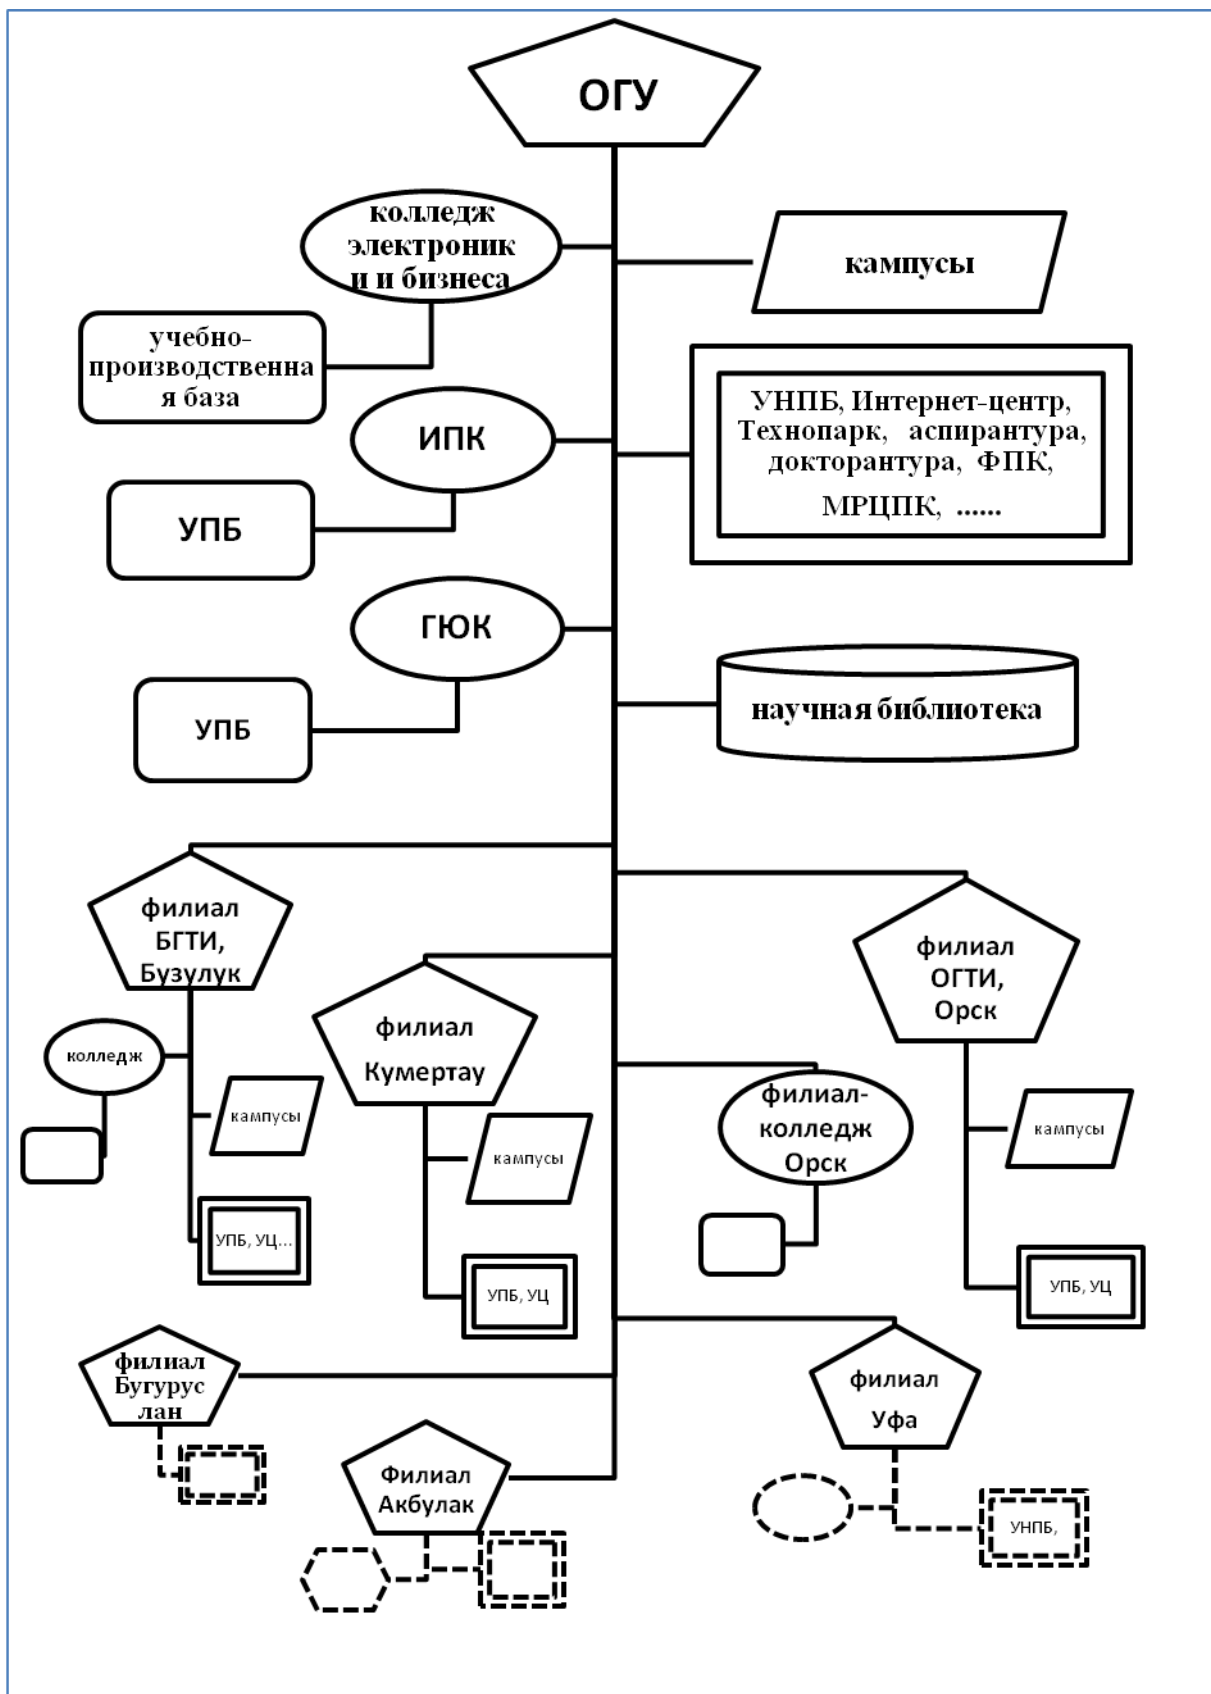 ОГУ
колледж
электроник
и и бизнеса
кампусы
учебно-
производственна
я база
УНПБ, Интернет-центр,
Технопарк, аспирантура,
докторантура, ФПК,
МРЦПК, ......
ИПК
УПБ
ГЮК
УПБ
научная библиотека
филиал
БГТИ,
Бузулук
филиал
ОГТИ,
Орск
филиал
Кумертау
колледж
кампусы
УПБ, УЦ...
кампусы
УПБ, УЦ
филиал-
колледж
Орск
кампусы
УПБ, УЦ
филиал
Бугурус
лан
Филиал
Акбулак
филиал
Уфа
УНПБ,